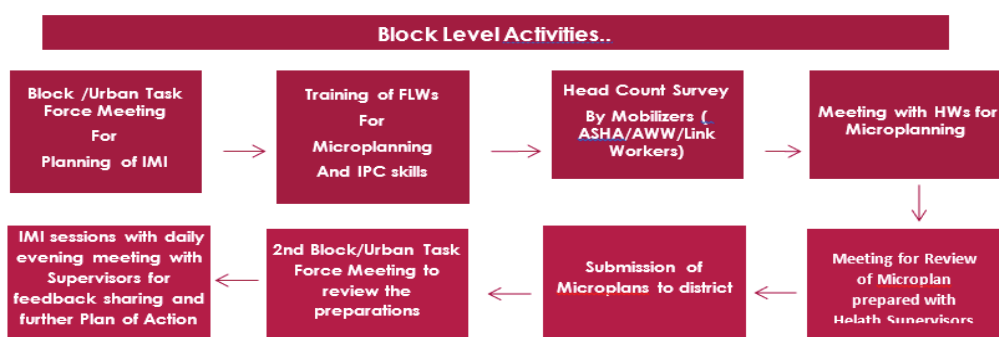 Block Level Activities..
Block /Urban Task
Force Meeting
For
Planning of IMI
Training of FLWs
For
Microplanning
And IPC skills
Head Count Survey
By Mobilizers (
ASHA/AWW/Link
Workers)
Meeting with HWs for
Microplanning
Meeting for Review
of Microplan
prepared with
Helath Supervisors
Submission of
Microplans to district
2nd Block/Urban Task
Force Meeting to
review the
preparations
IMI sessions with daily
evening meeting with
Supervisors for
feedback sharing and
further Plan of Action